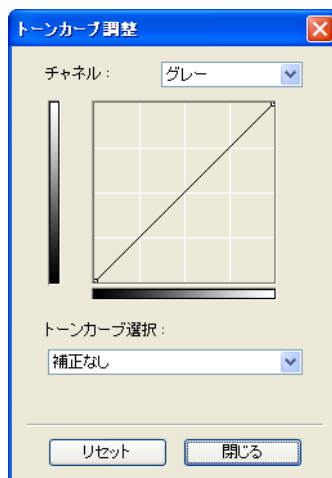 トーンカーブ調整
チャネル： グレー
トーンカーブ選択：
補正なし
リセット 閉じる